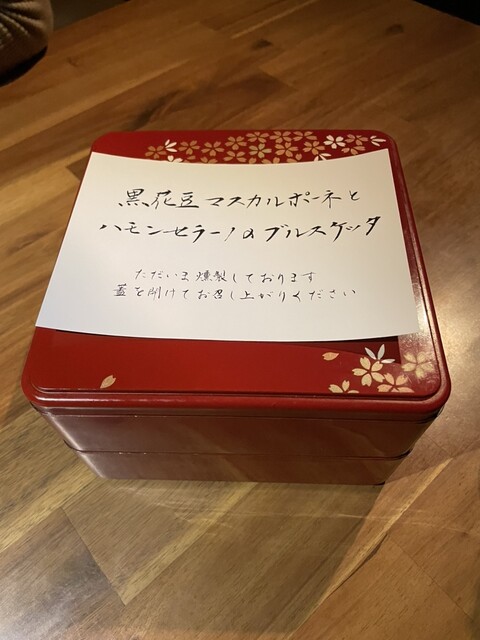 黒花豆マスカルポーネと
ハモンセラーノのブルスケッタ
ただいま燻製しております
蓋を開けてお召し上がりください